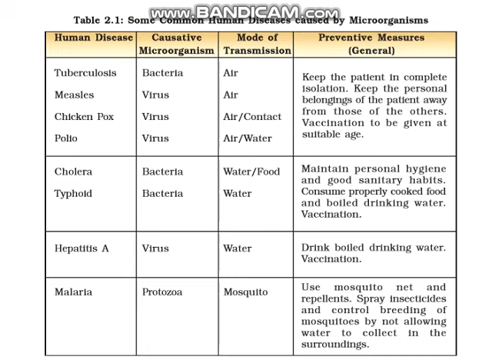 www.BANDICAM.com
Table 2.1: Some Common Human Diseases caused by Microorganisms
Human Disease Causative Microorganism Mode of Transmission Preventive Measures (General)
Tuberculosis Bacteria Air
Measles Virus Air
Chicken Pox Virus Air/Contact
Polio Virus Air/Water
Keep the patient in complete
isolation. Keep the personal
belongings of the patient away
from those of the others.
Vaccination to be given at
suitable age.
Cholera Bacteria Water/Food
Typhoid Bacteria Water
Maintain personal hygiene
and good sanitary habits.
Consume properly cooked food
and boiled drinking water.
Vaccination.
Hepatitis A Virus Water
Drink boiled drinking water.
Vaccination.
Malaria Protozoa Mosquito
Use mosquito net and
repellents. Spray insecticides
and control breeding of
mosquitoes by not allowing
water to collect in the
surroundings.